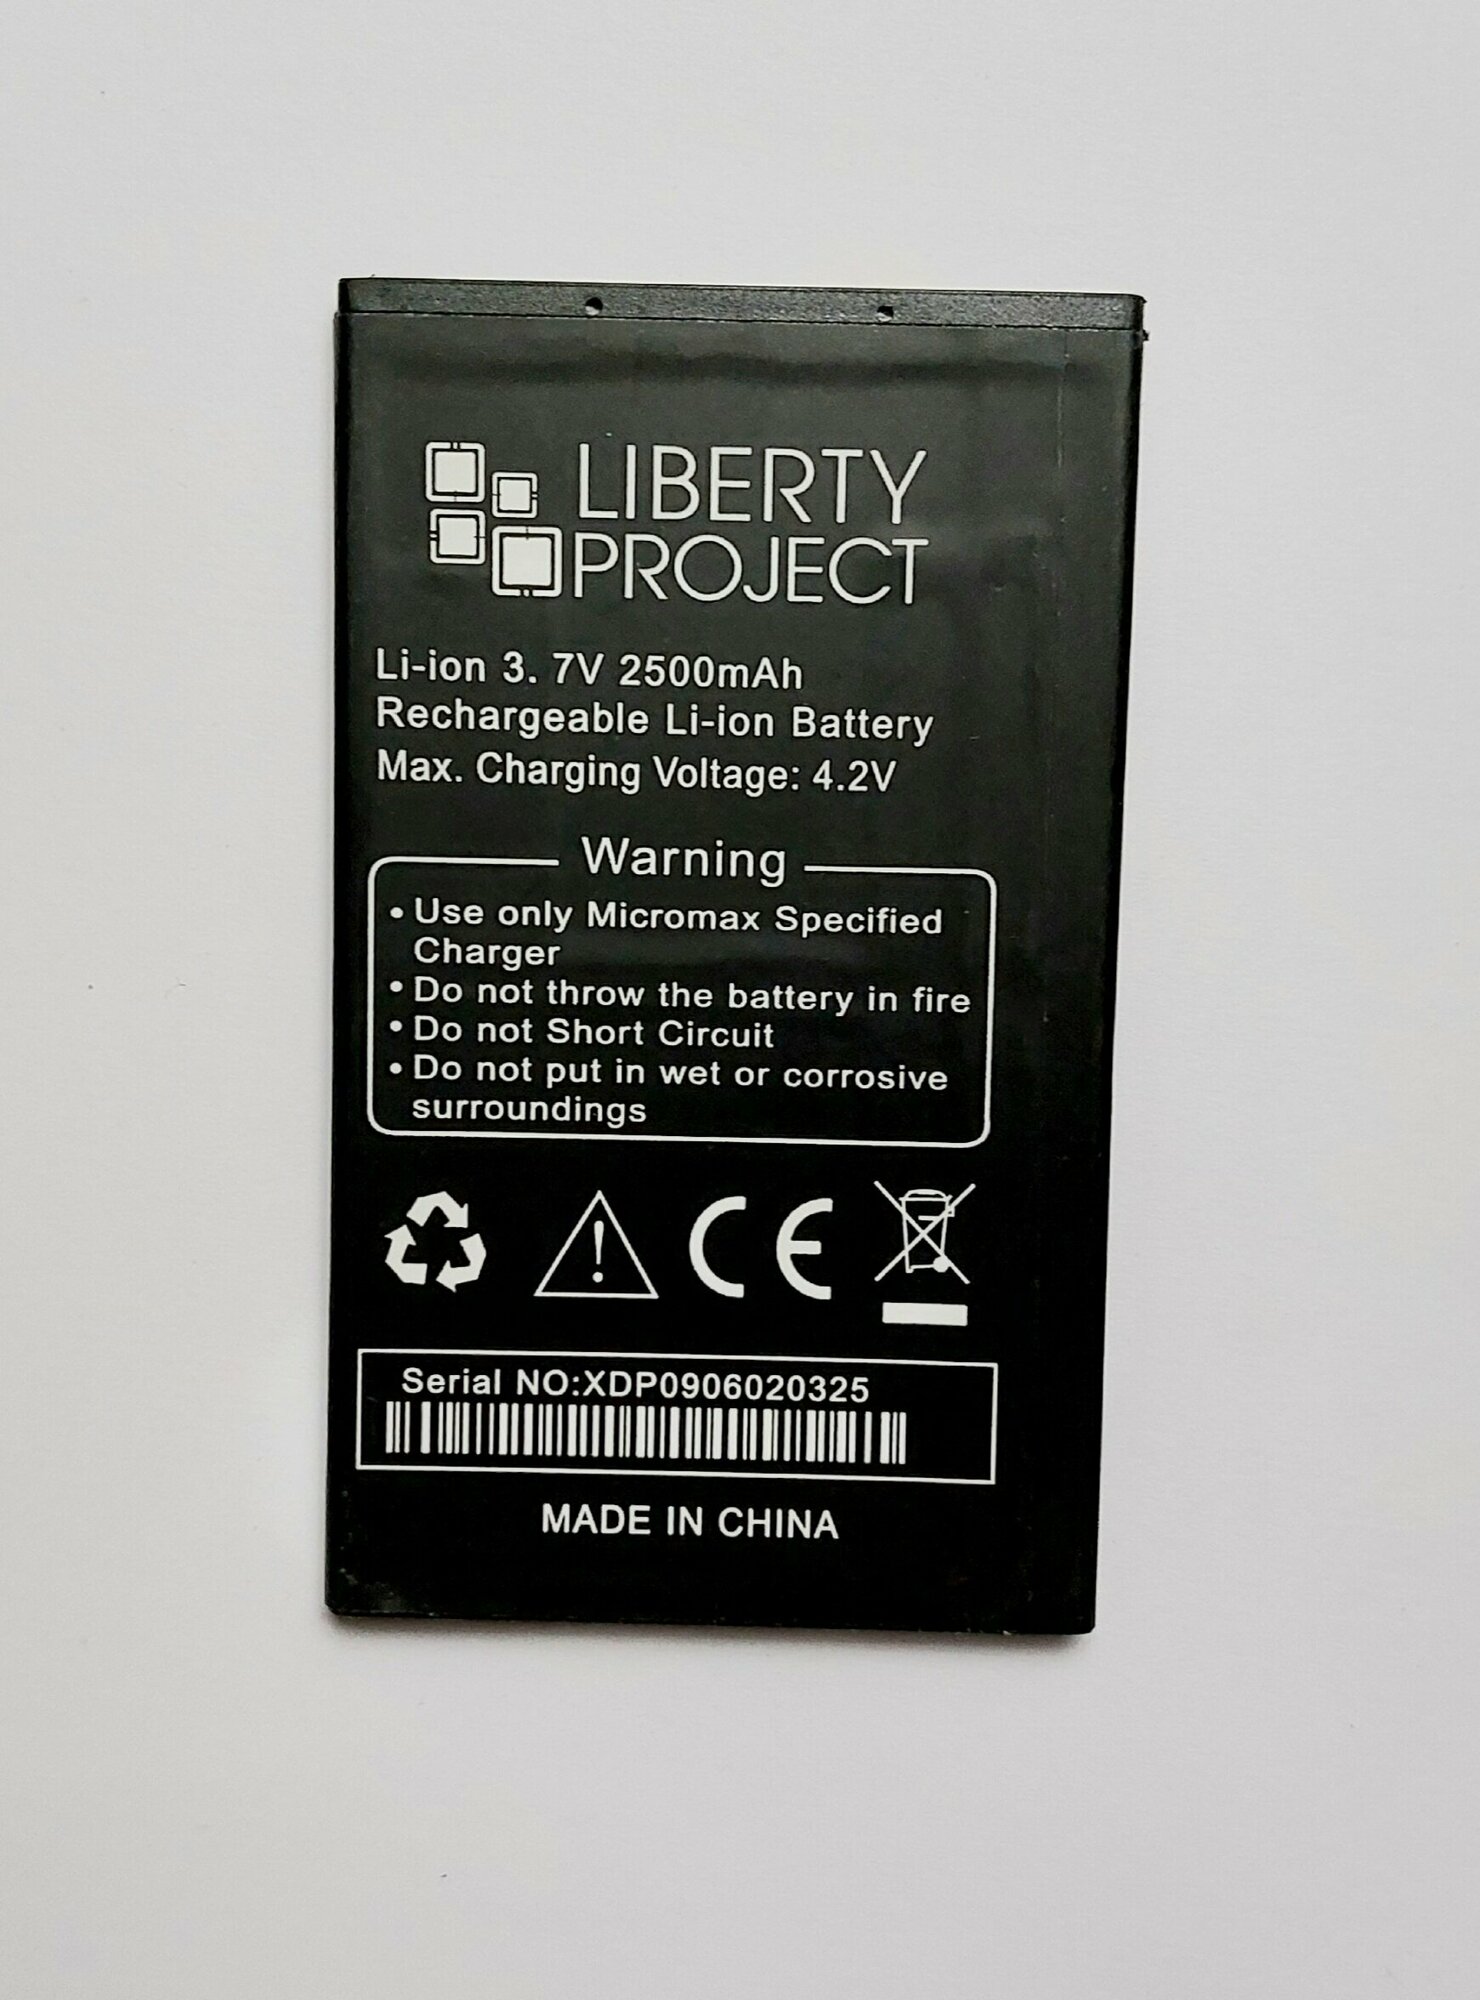 LIBERTY
PROJECT
Li-ion 3. 7V 2500mAh
Rechargeable Li-ion Battery
Max. Charging Voltage: 4.2V
Warning
• Use only Micromax Specified
Charger
• Do not throw the battery in fire
• Do not Short Circuit
• Do not put in wet or corrosive
surroundings
CE
Serial NO:XDP0906020325
MADE IN CHINA